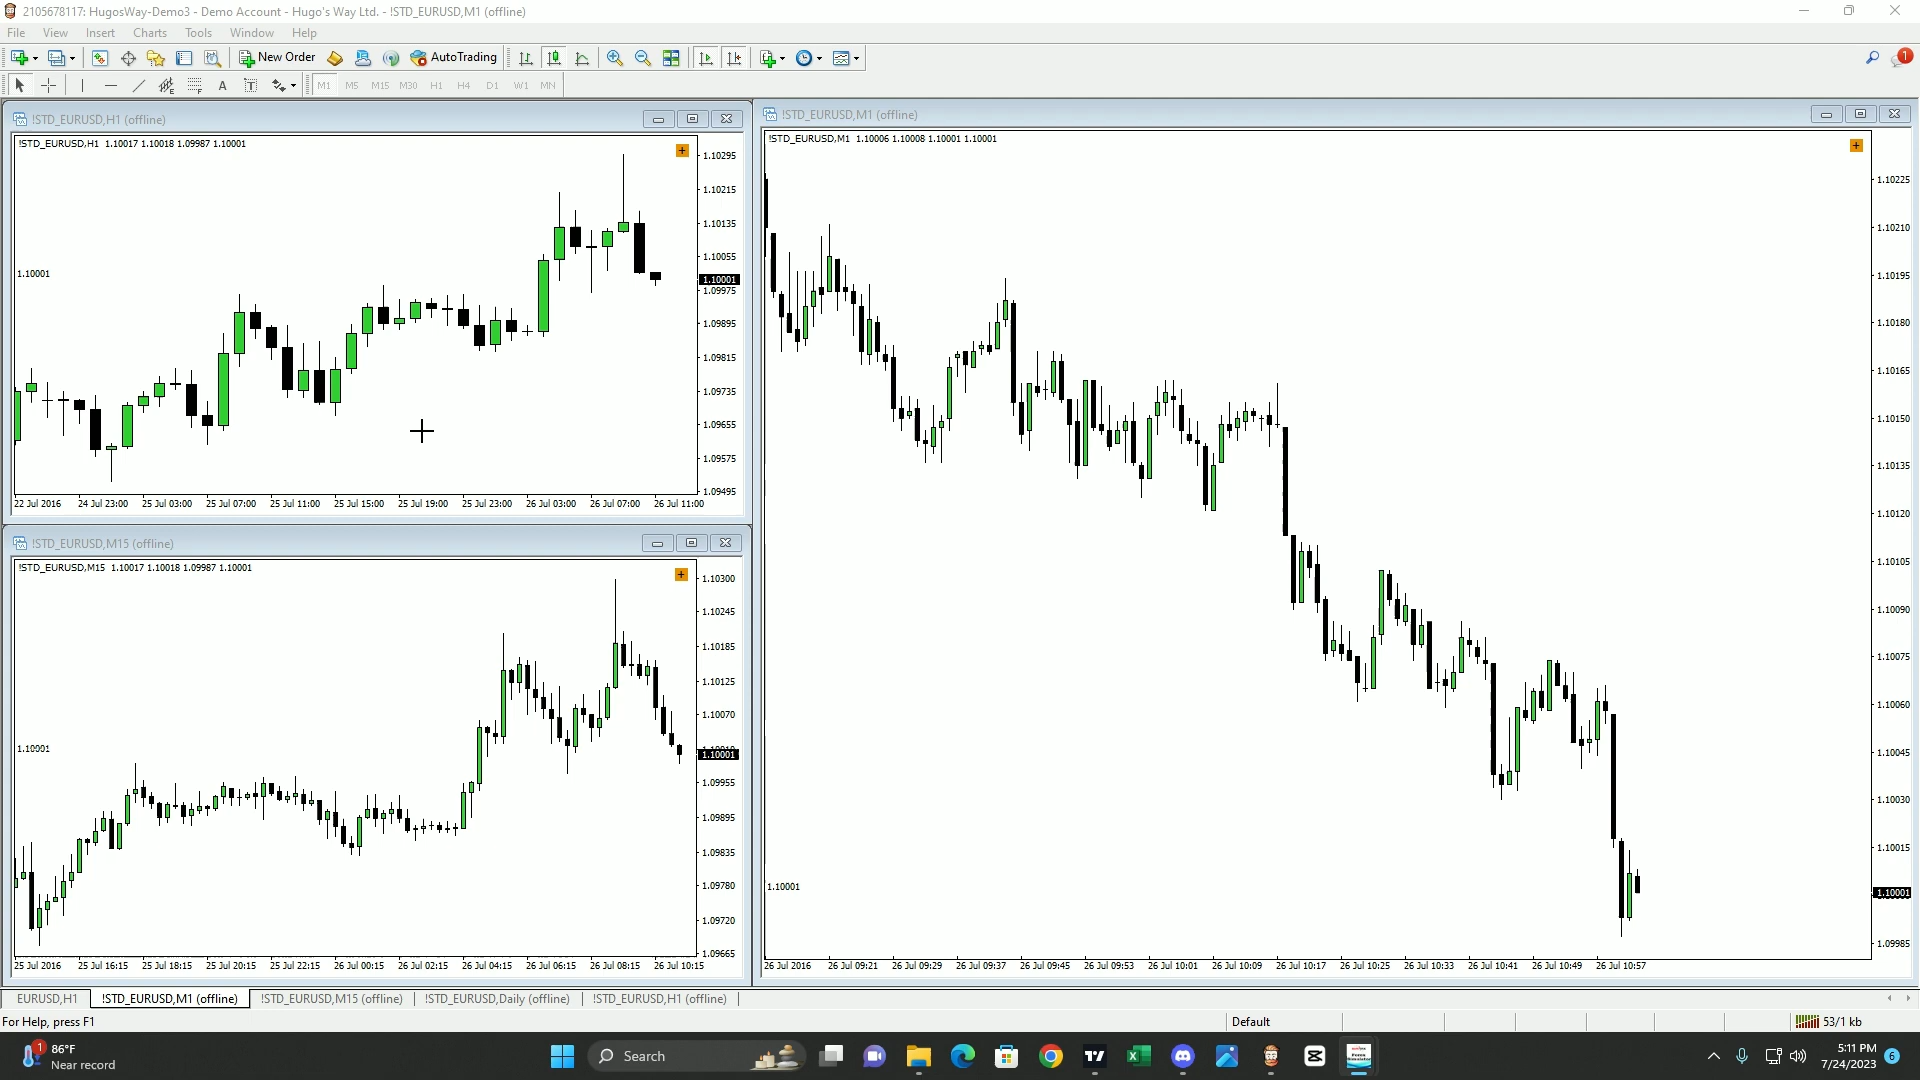 2105678117: HugosWay-Demo3 - Demo Account - Hugo's Way Ltd. - !STD_EURUSD,M1 (offline)
File View Insert Charts Tools Window Help
New Order AutoTrading
1
A T M1 M5 M15 M30 H1 H4 D1 W1 MN
!STD_EURUSD,H1 (offline)
!STD_EURUSD,H1 1.10017 1.10018 1.09987 1.10001
1.10295
1.10215
1.10135
1.10055
1.10001
1.10001
1.09975
1.09895
1.09815
1.09735
1.09655
1.09575
1.09495
22 Jul 2016 24 Jul 23:00 25 Jul 03:00 25 Jul 07:00 25 Jul 11:00 25 Jul 15:00 25 Jul 19:00 25 Jul 23:00 26 Jul 03:00 26 Jul 07:00 26 Jul 11:00
!STD_EURUSD,M15 (offline)
!STD_EURUSD,M15 1.10017 1.10018 1.09987 1.10001
1.10300
1.10245
1.10185
1.10125
1.10070
1.10001
1.09955
1.09895
1.09835
1.09780
1.09720
1.09665
25 Jul 2016 25 Jul 16:15 25 Jul 18:15 25 Jul 20:15 25 Jul 22:15 26 Jul 00:15 26 Jul 02:15 26 Jul 04:15 26 Jul 06:15 26 Jul 08:15 26 Jul 10:15
!STD_EURUSD,M1 (offline)
!STD_EURUSD,M1 1.10006 1.10008 1.10001 1.10001
1.10225
1.10210
1.10195
1.10180
1.10165
1.10150
1.10135
1.10120
1.10105
1.10090
1.10075
1.10060
1.10045
1.10030
1.10015
1.10001
1.10001
1.09985
26 Jul 2016 26 Jul 09:21 26 Jul 09:29 26 Jul 09:37 26 Jul 09:45 26 Jul 09:53 26 Jul 10:01 26 Jul 10:09 26 Jul 10:17 26 Jul 10:25 26 Jul 10:33 26 Jul 10:41 26 Jul 10:49 26 Jul 10:57
EURUSD,H1 !STD_EURUSD,M1 (offline) !STD_EURUSD,M15 (offline) !STD_EURUSD,Daily (offline) !STD_EURUSD,H1 (offline)
For Help, press F1 Default 53/1 kb
1 86°F
Near record
Search
5:11 PM
7/24/2023
6